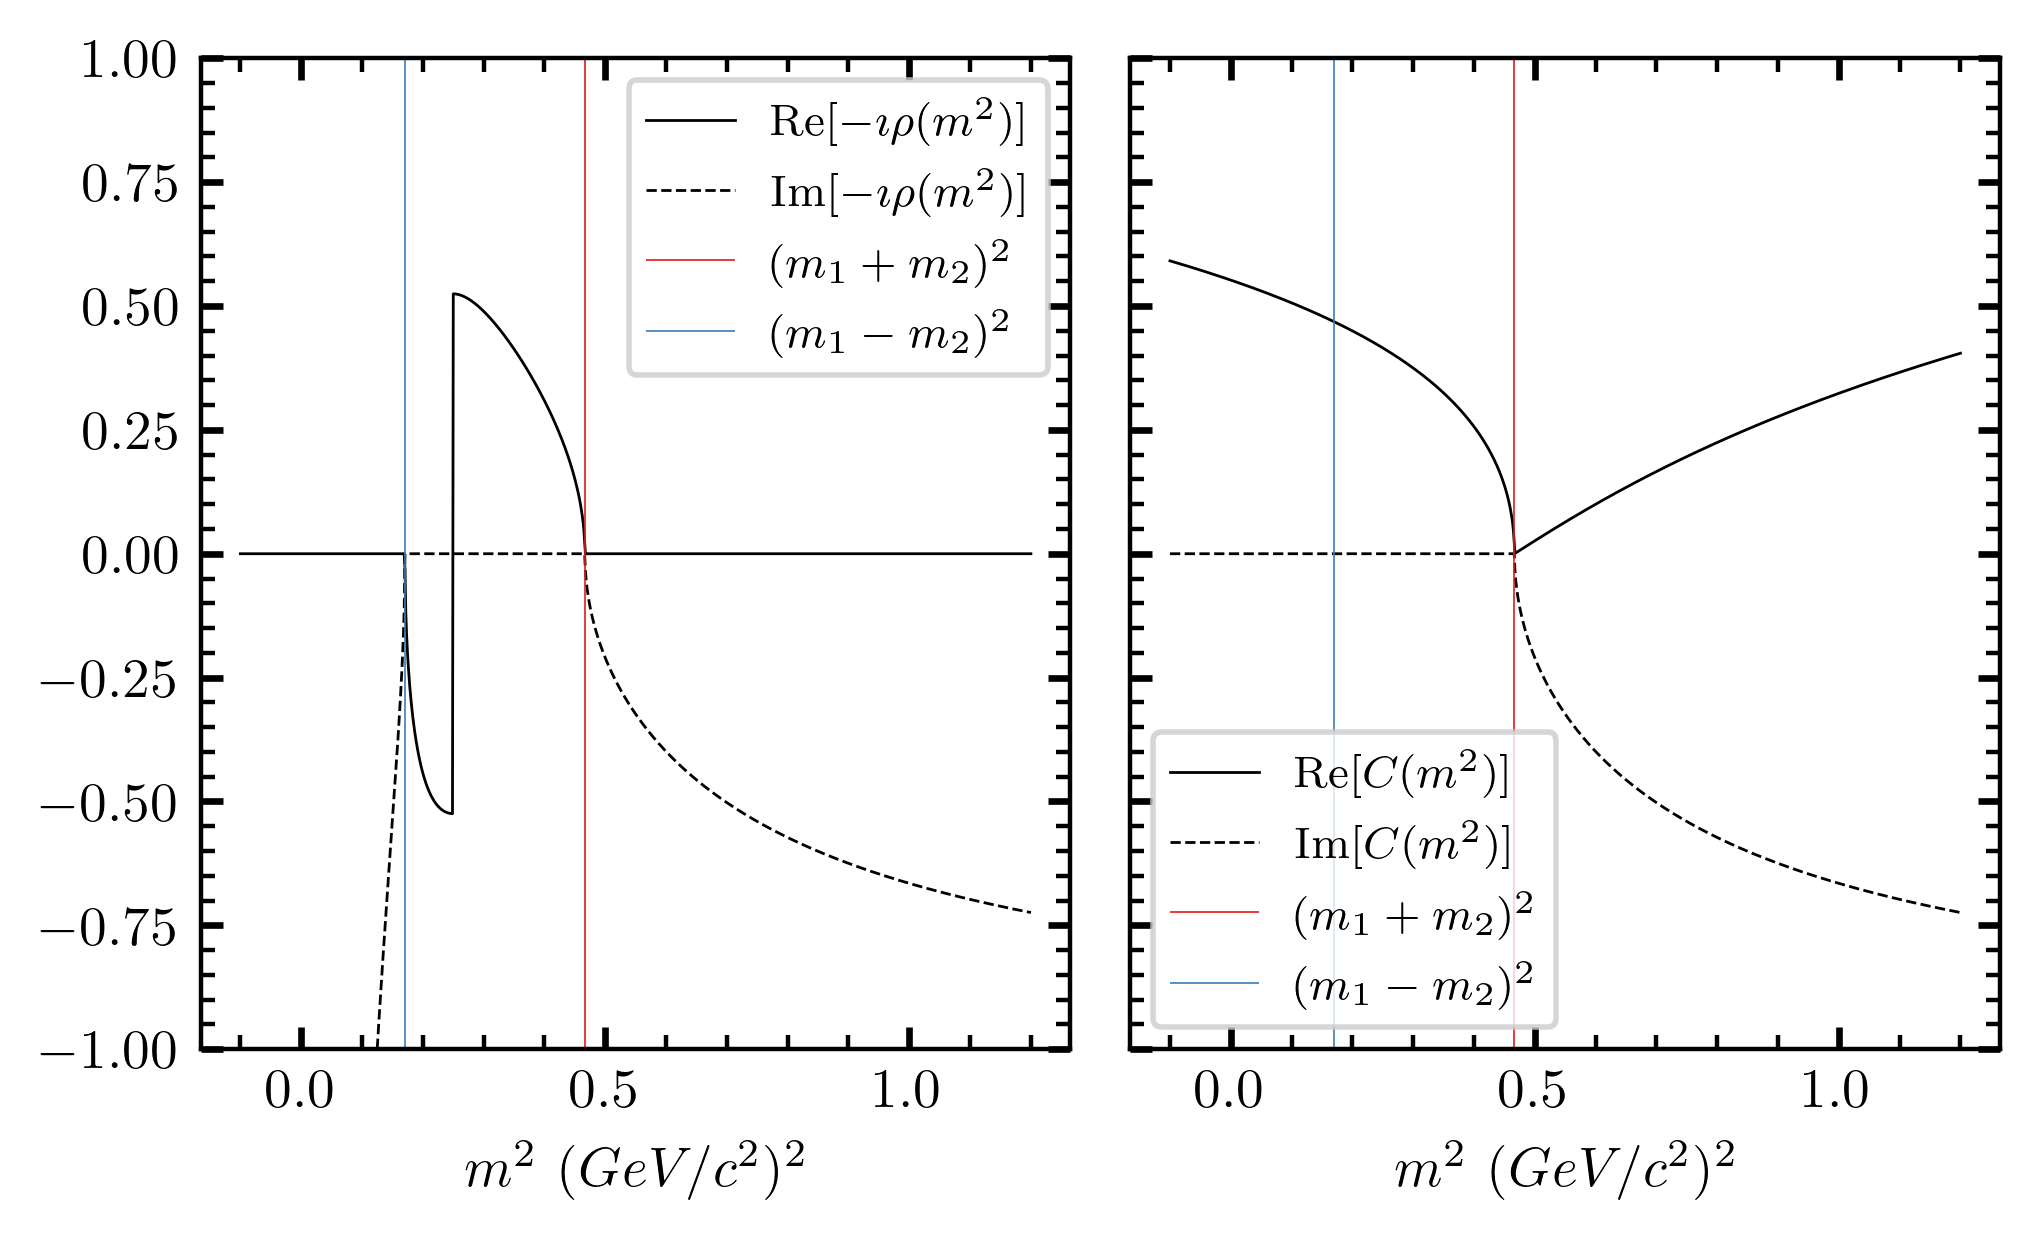 1.00
0.75
0.50
0.25
0.00
−0.25
−0.50
−0.75
−1.00
0.0 0.5 1.0
m² (GeV/c²)²
Re[−ıρ(m²)]
Im[−ıρ(m²)]
(m₁ + m₂)²
(m₁ − m₂)²
0.0 0.5 1.0
m² (GeV/c²)²
Re[C(m²)]
Im[C(m²)]
(m₁ + m₂)²
(m₁ − m₂)²